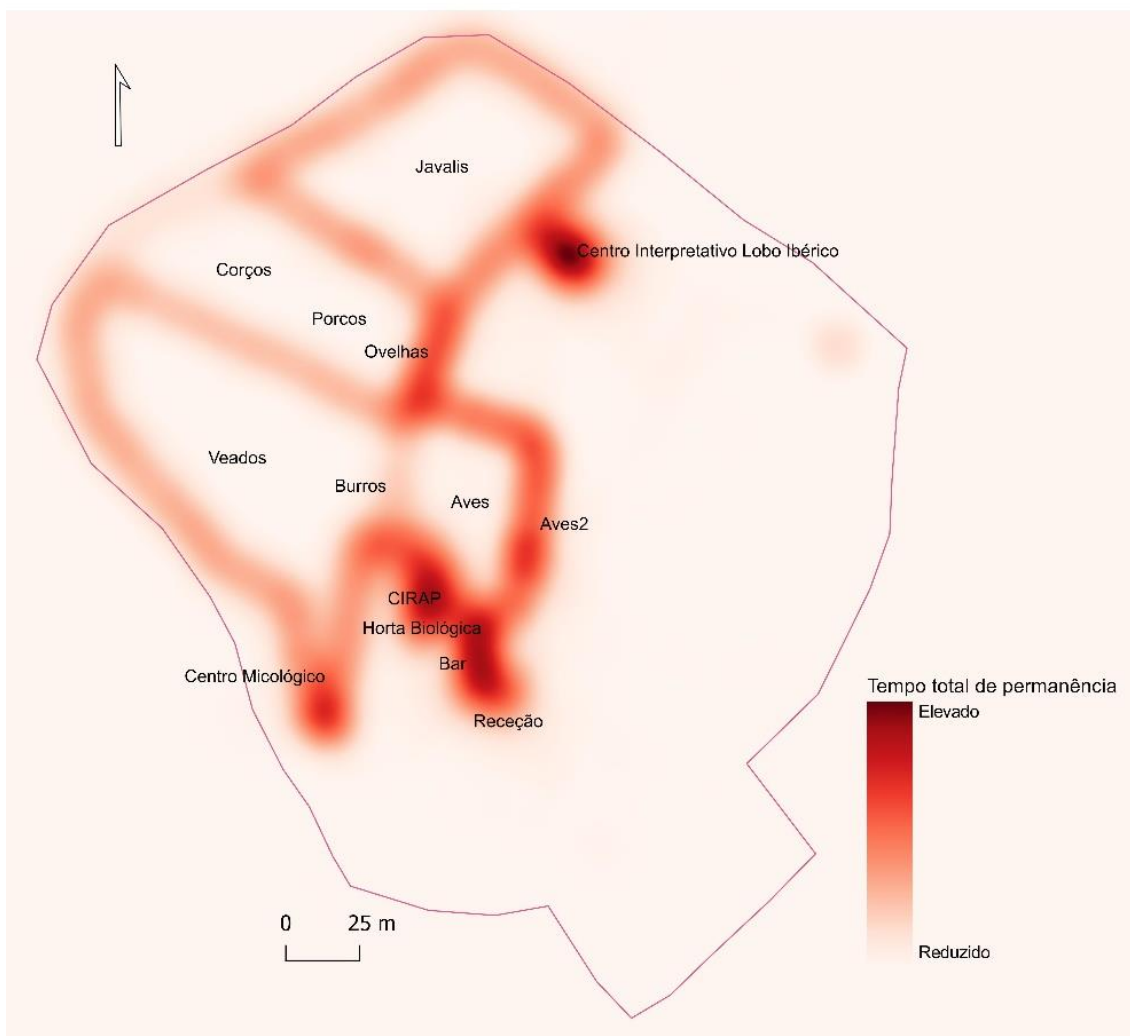 Javalis
Centro Interpretativo Lobo Ibérico
Corços
Porcos
Ovelhas
Veados
Burros
Aves
Aves2
CIRAP
Horta Biológica
Bar
Centro Micológico
Receção
Tempo total de permanência
Elevado
Reduzido
0 25 m